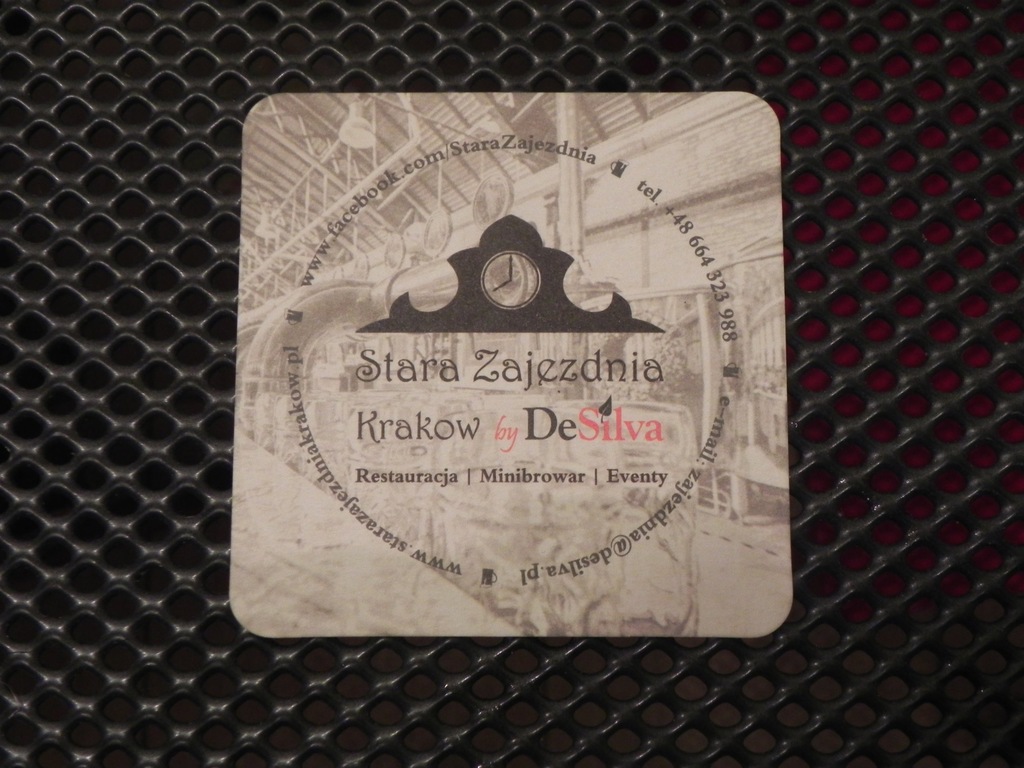 www.facebook.com/StaraZajezdnia
tel. +48 664 323 988
e-mail: zajezdnia@desilva.pl
www.starazajezdniakrakow.pl
Stara Zajezdnia
Krakow by DeSilva
Restauracja | Minibrowar | Eventy